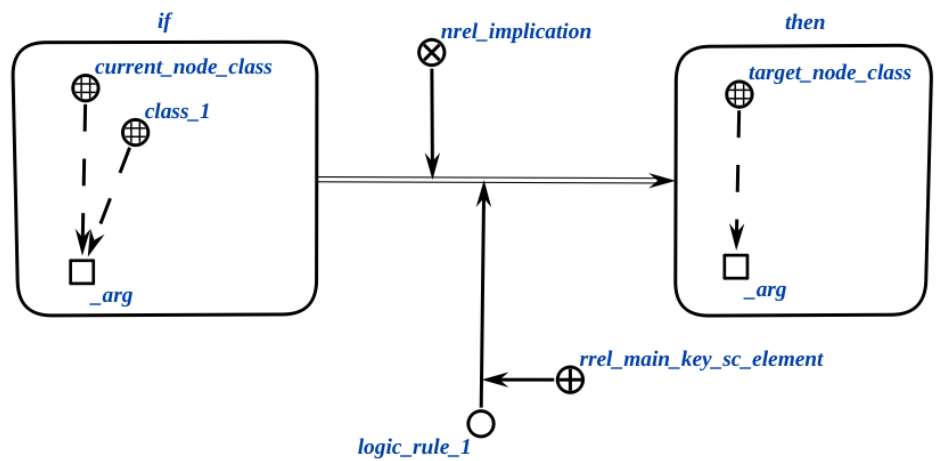 if
nrel_implication
then
current_node_class
class_1
target_node_class
_arg
_arg
rrel_main_key_sc_element
logic_rule_1